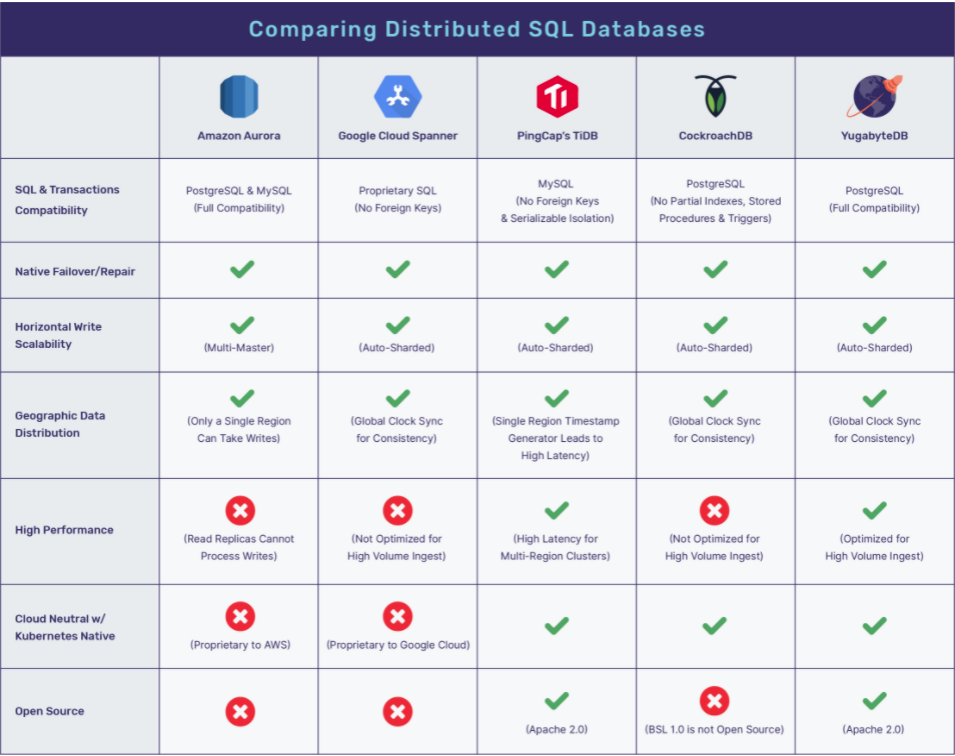 Comparing Distributed SQL Databases
Amazon Aurora
Google Cloud Spanner
PingCap's TiDB
CockroachDB
YugabyteDB
SQL & Transactions
Compatibility
PostgreSQL & MySQL
(Full Compatibility)
Proprietary SQL
(No Foreign Keys)
MySQL
(No Foreign Keys
& Serializable Isolation)
PostgreSQL
(No Partial Indexes, Stored
Procedures & Triggers)
PostgreSQL
(Full Compatibility)
Native Failover/Repair
Horizontal Write
Scalability
(Multi-Master)
(Auto-Sharded)
(Auto-Sharded)
(Auto-Sharded)
(Auto-Sharded)
Geographic Data
Distribution
(Only a Single Region
Can Take Writes)
(Global Clock Sync
for Consistency)
(Single Region Timestamp
Generator Leads to
High Latency)
(Global Clock Sync
for Consistency)
(Global Clock Sync
for Consistency)
High Performance
(Read Replicas Cannot
Process Writes)
(Not Optimized for
High Volume Ingest)
(High Latency for
Multi-Region Clusters)
(Not Optimized for
High Volume Ingest)
(Optimized for
High Volume Ingest)
Cloud Neutral w/
Kubernetes Native
(Proprietary to AWS)
(Proprietary to Google Cloud)
Open Source
(Apache 2.0)
(BSL 1.0 is not Open Source)
(Apache 2.0)